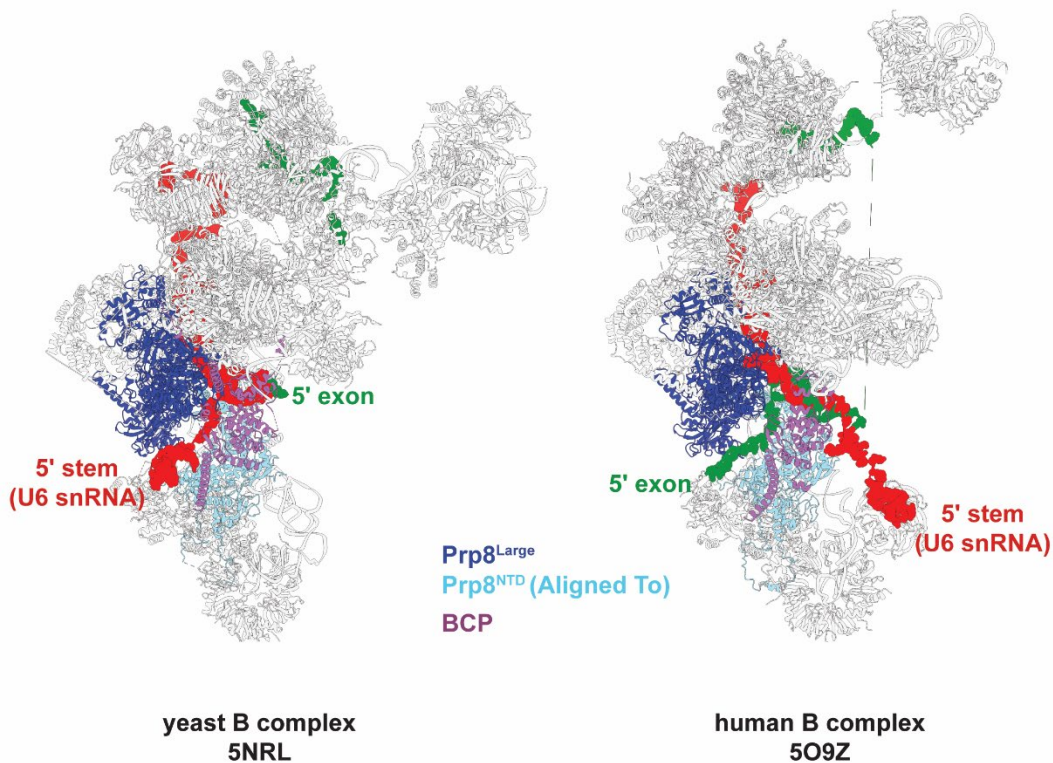 5' exon
5' stem
(U6 snRNA)
5' exon
5' stem
(U6 snRNA)
Prp8Large
Prp8NTD (Aligned To)
BCP
yeast B complex
5NRL
human B complex
5O9Z